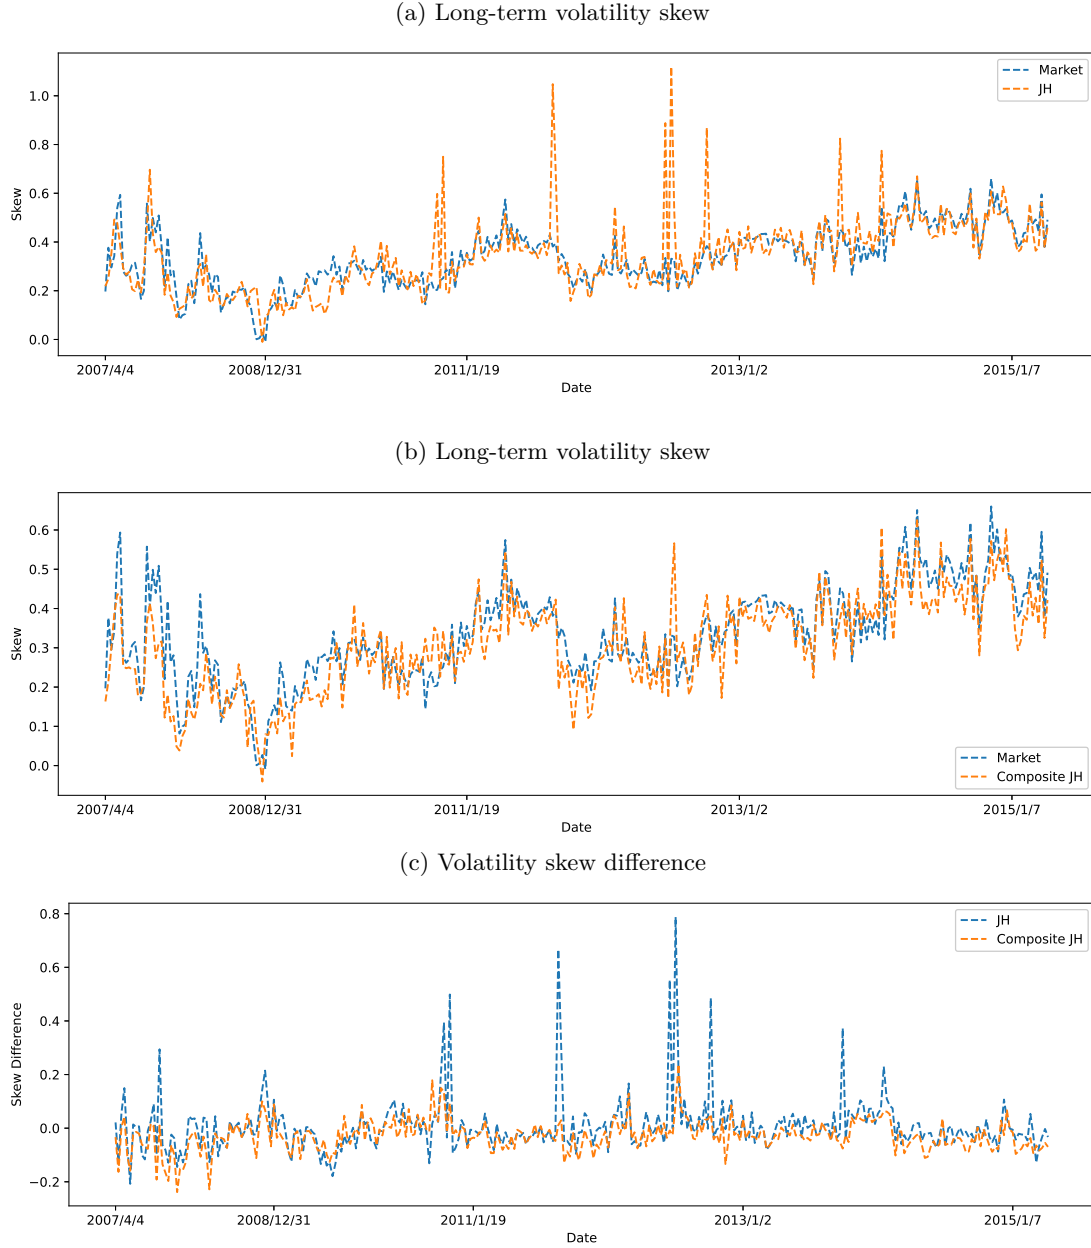 (a) Long-term volatility skew
Market
JH
1.0
0.8
0.6
0.4
0.2
0.0
Skew
2007/4/4
2008/12/31
2011/1/19
2013/1/2
2015/1/7
Date
(b) Long-term volatility skew
0.6
0.5
0.4
0.3
0.2
0.1
0.0
Skew
Market
Composite JH
2007/4/4
2008/12/31
2011/1/19
2013/1/2
2015/1/7
Date
(c) Volatility skew difference
JH
Composite JH
0.8
0.6
0.4
0.2
0.0
−0.2
Skew Difference
2007/4/4
2008/12/31
2011/1/19
2013/1/2
2015/1/7
Date